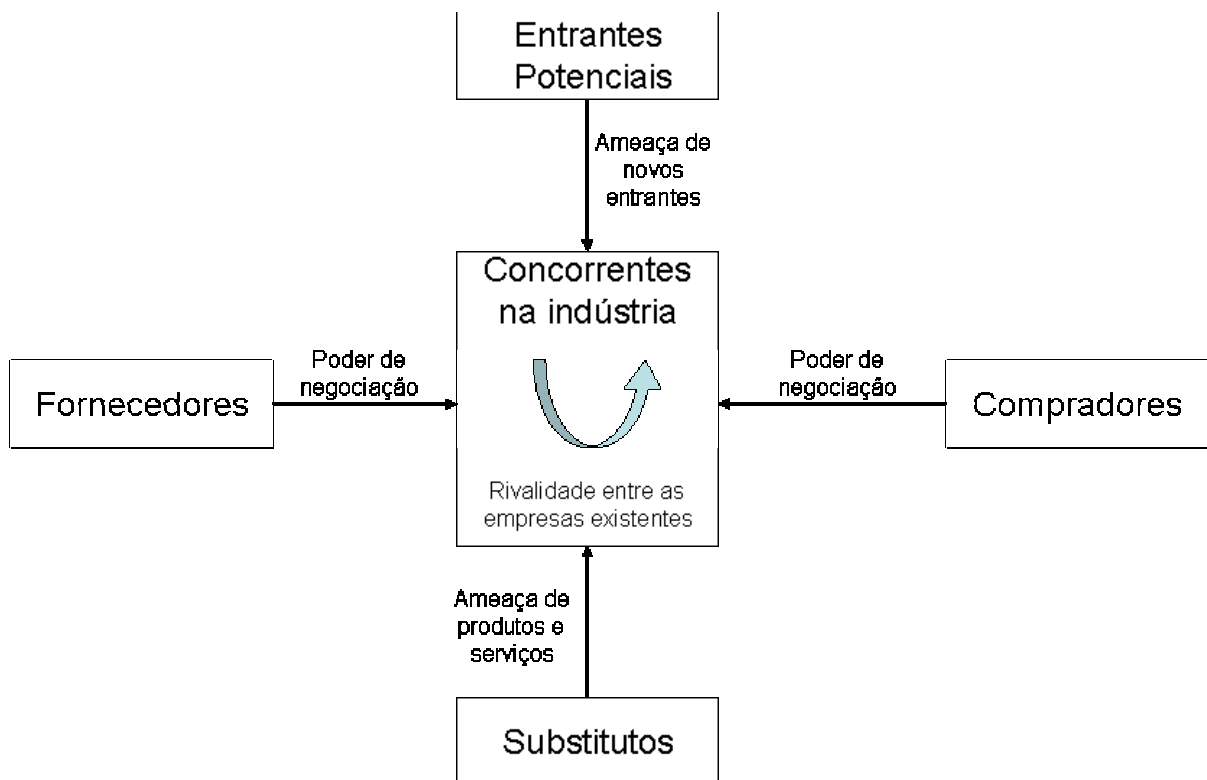 Entrantes
Potenciais
Ameaça de
novos
entrantes
Concorrentes
na indústria
Poder de
negociação
Poder de
negociação
Fornecedores
Compradores
Rivalidade entre as
empresas existentes
Ameaça de
produtos e
serviços
Substitutos